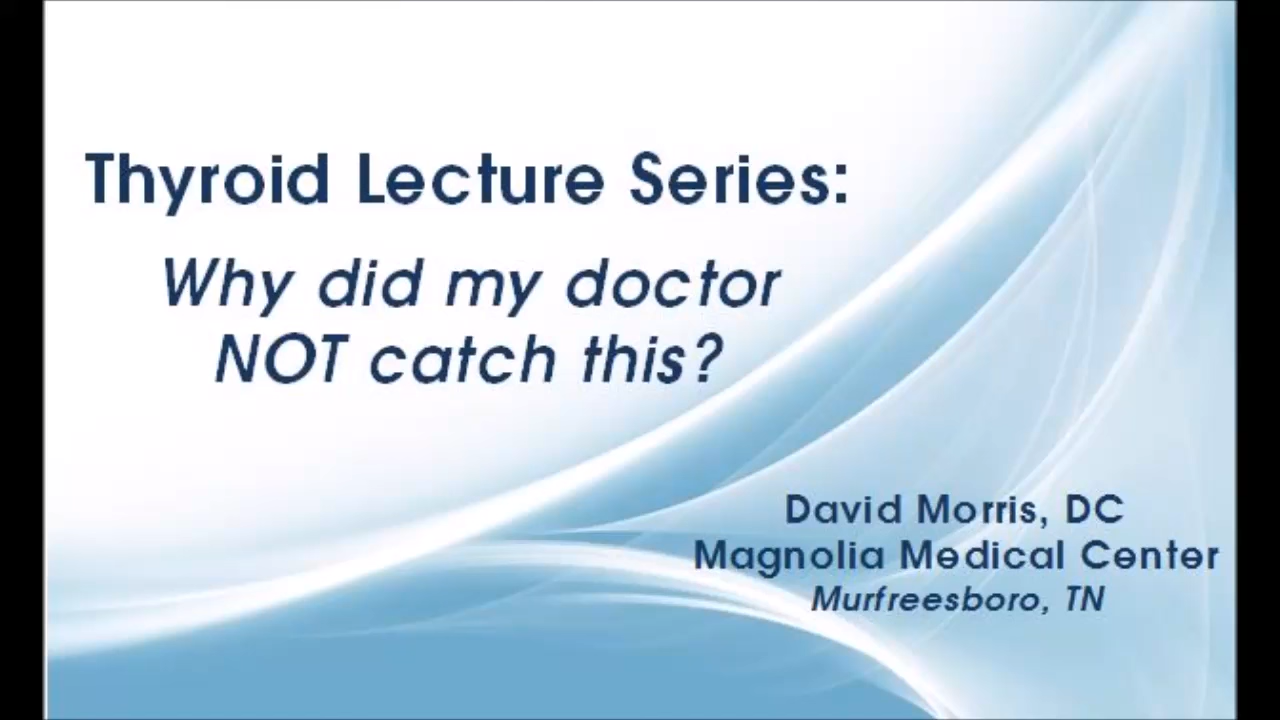 Thyroid Lecture Series:
Why did my doctor
NOT catch this?
David Morris, DC
Magnolia Medical Center
Murfreesboro, TN